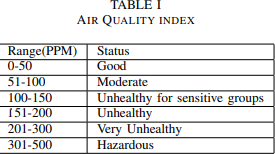 TABLE I
AIR QUALITY INDEX
Range(PPM) Status
0-50 Good
51-100 Moderate
100-150 Unhealthy for sensitive groups
151-200 Unhealthy
201-300 Very Unhealthy
301-500 Hazardous